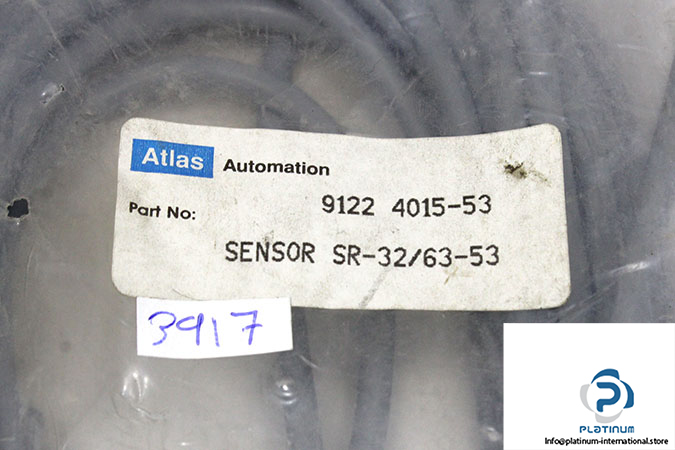 Atlas Automation
Part No: 9122 4015-53
SENSOR SR-32/63-53
3917
PLATINUM
Info@platinum-international.store